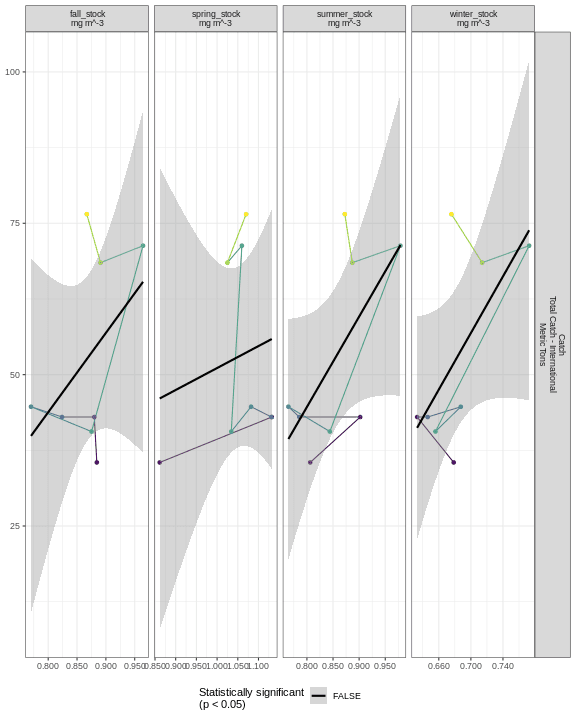 fall_stock
mg m^-3
spring_stock
mg m^-3
summer_stock
mg m^-3
winter_stock
mg m^-3
100
75
50
25
Catch
Total Catch - International
Metric Tons
0.800 0.850 0.900 0.950
0.850 0.900 0.950 1.000 1.050 1.100
0.800 0.850 0.900 0.950
0.660 0.700 0.740
Statistically significant
(p < 0.05)
FALSE